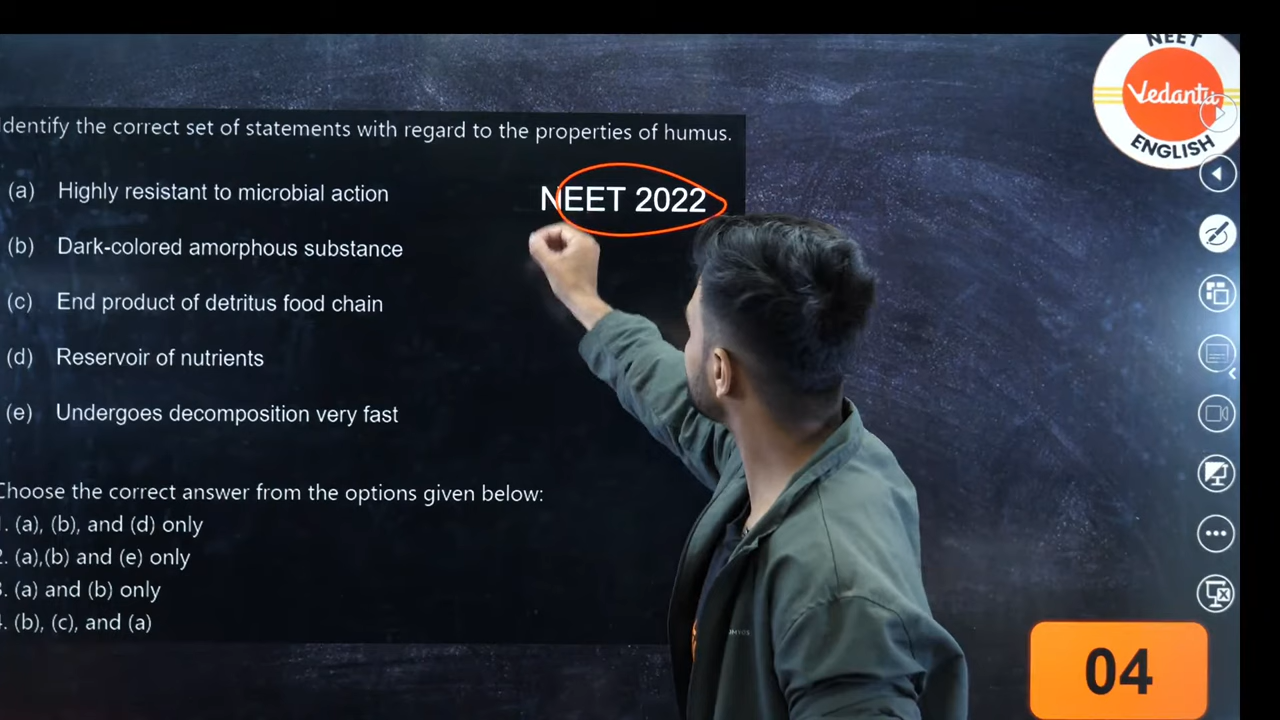 Identify the correct set of statements with regard to the properties of humus.
(a) Highly resistant to microbial action
NEET 2022
(b) Dark-colored amorphous substance
(c) End product of detritus food chain
(d) Reservoir of nutrients
(e) Undergoes decomposition very fast
Choose the correct answer from the options given below:
. (a), (b), and (d) only
2. (a),(b) and (e) only
3. (a) and (b) only
. (b), (c), and (a)
NEET
Vedantu
ENGLISH
04